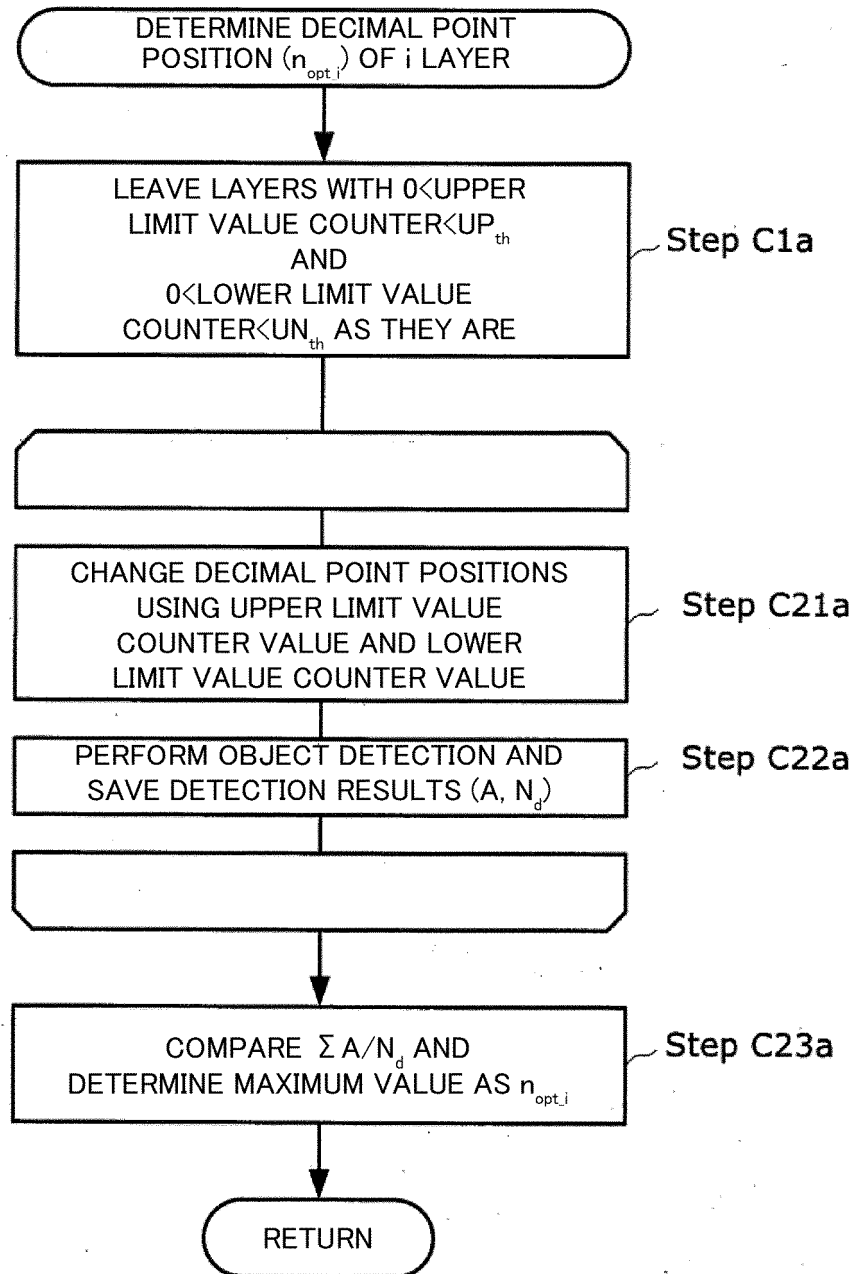 DETERMINE DECIMAL POINT
POSITION (n_opt_i) OF i LAYER
LEAVE LAYERS WITH 0<UPPER
LIMIT VALUE COUNTER<UP_th
AND
0<LOWER LIMIT VALUE
COUNTER<UN_th AS THEY ARE
Step C1a
CHANGE DECIMAL POINT POSITIONS
USING UPPER LIMIT VALUE
COUNTER VALUE AND LOWER
LIMIT VALUE COUNTER VALUE
Step C21a
PERFORM OBJECT DETECTION AND
SAVE DETECTION RESULTS (A, N_d)
Step C22a
COMPARE ΣA/N_d AND
DETERMINE MAXIMUM VALUE AS n_opt_i
Step C23a
RETURN